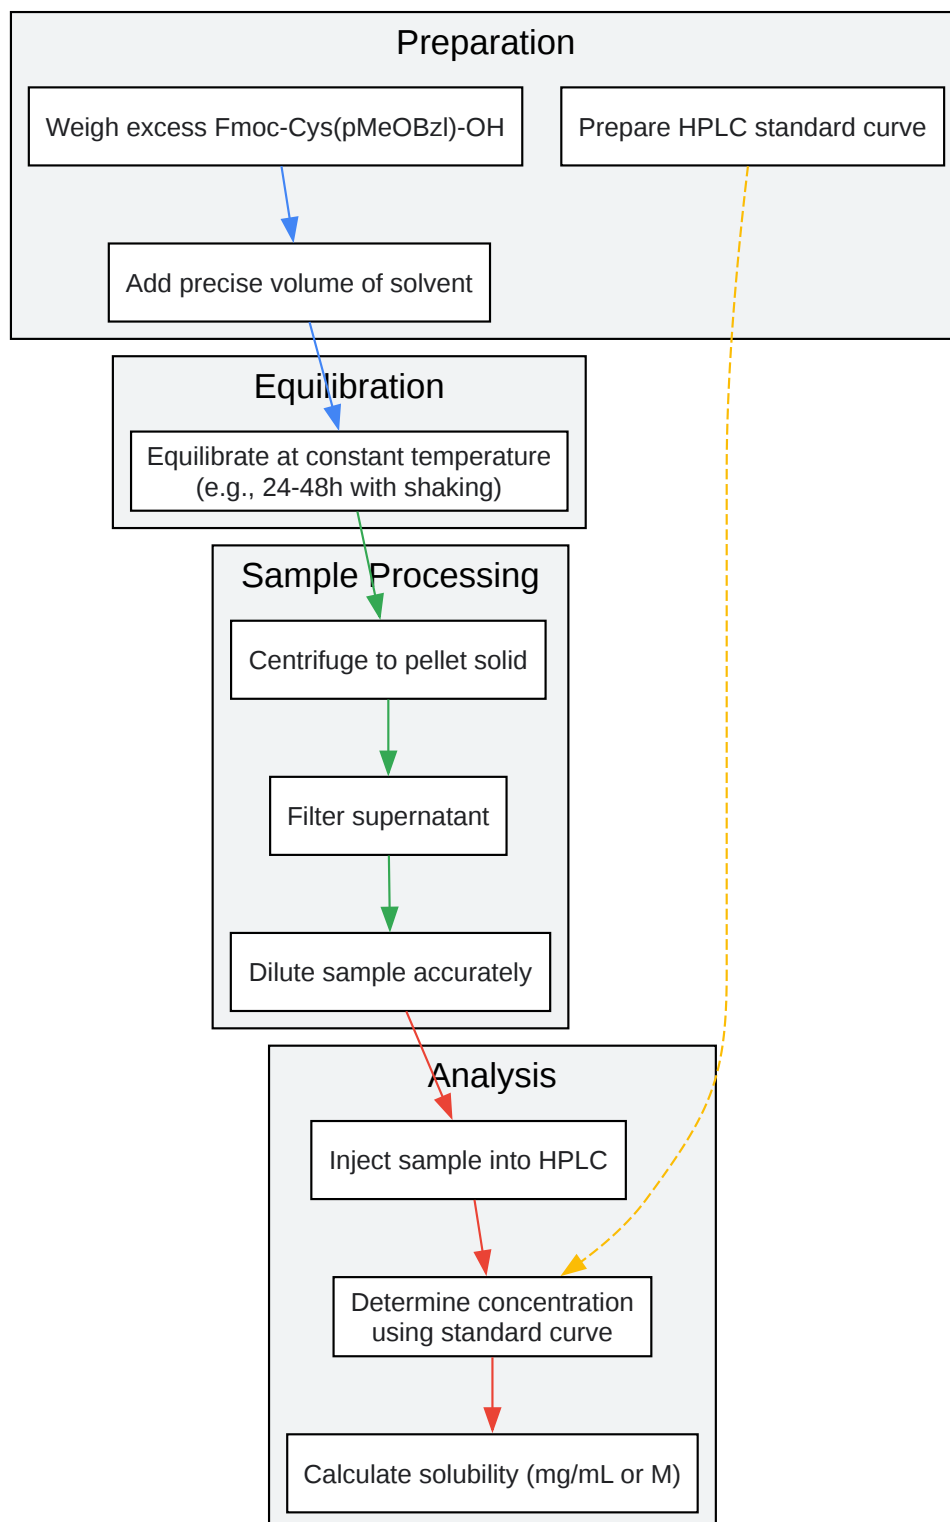 Preparation
Weigh excess Fmoc-Cys(pMeOBzl)-OH
Prepare HPLC standard curve
Add precise volume of solvent
Equilibration
Equilibrate at constant temperature
(e.g., 24-48h with shaking)
Sample Processing
Centrifuge to pellet solid
Filter supernatant
Dilute sample accurately
Analysis
Inject sample into HPLC
Determine concentration
using standard curve
Calculate solubility (mg/mL or M)